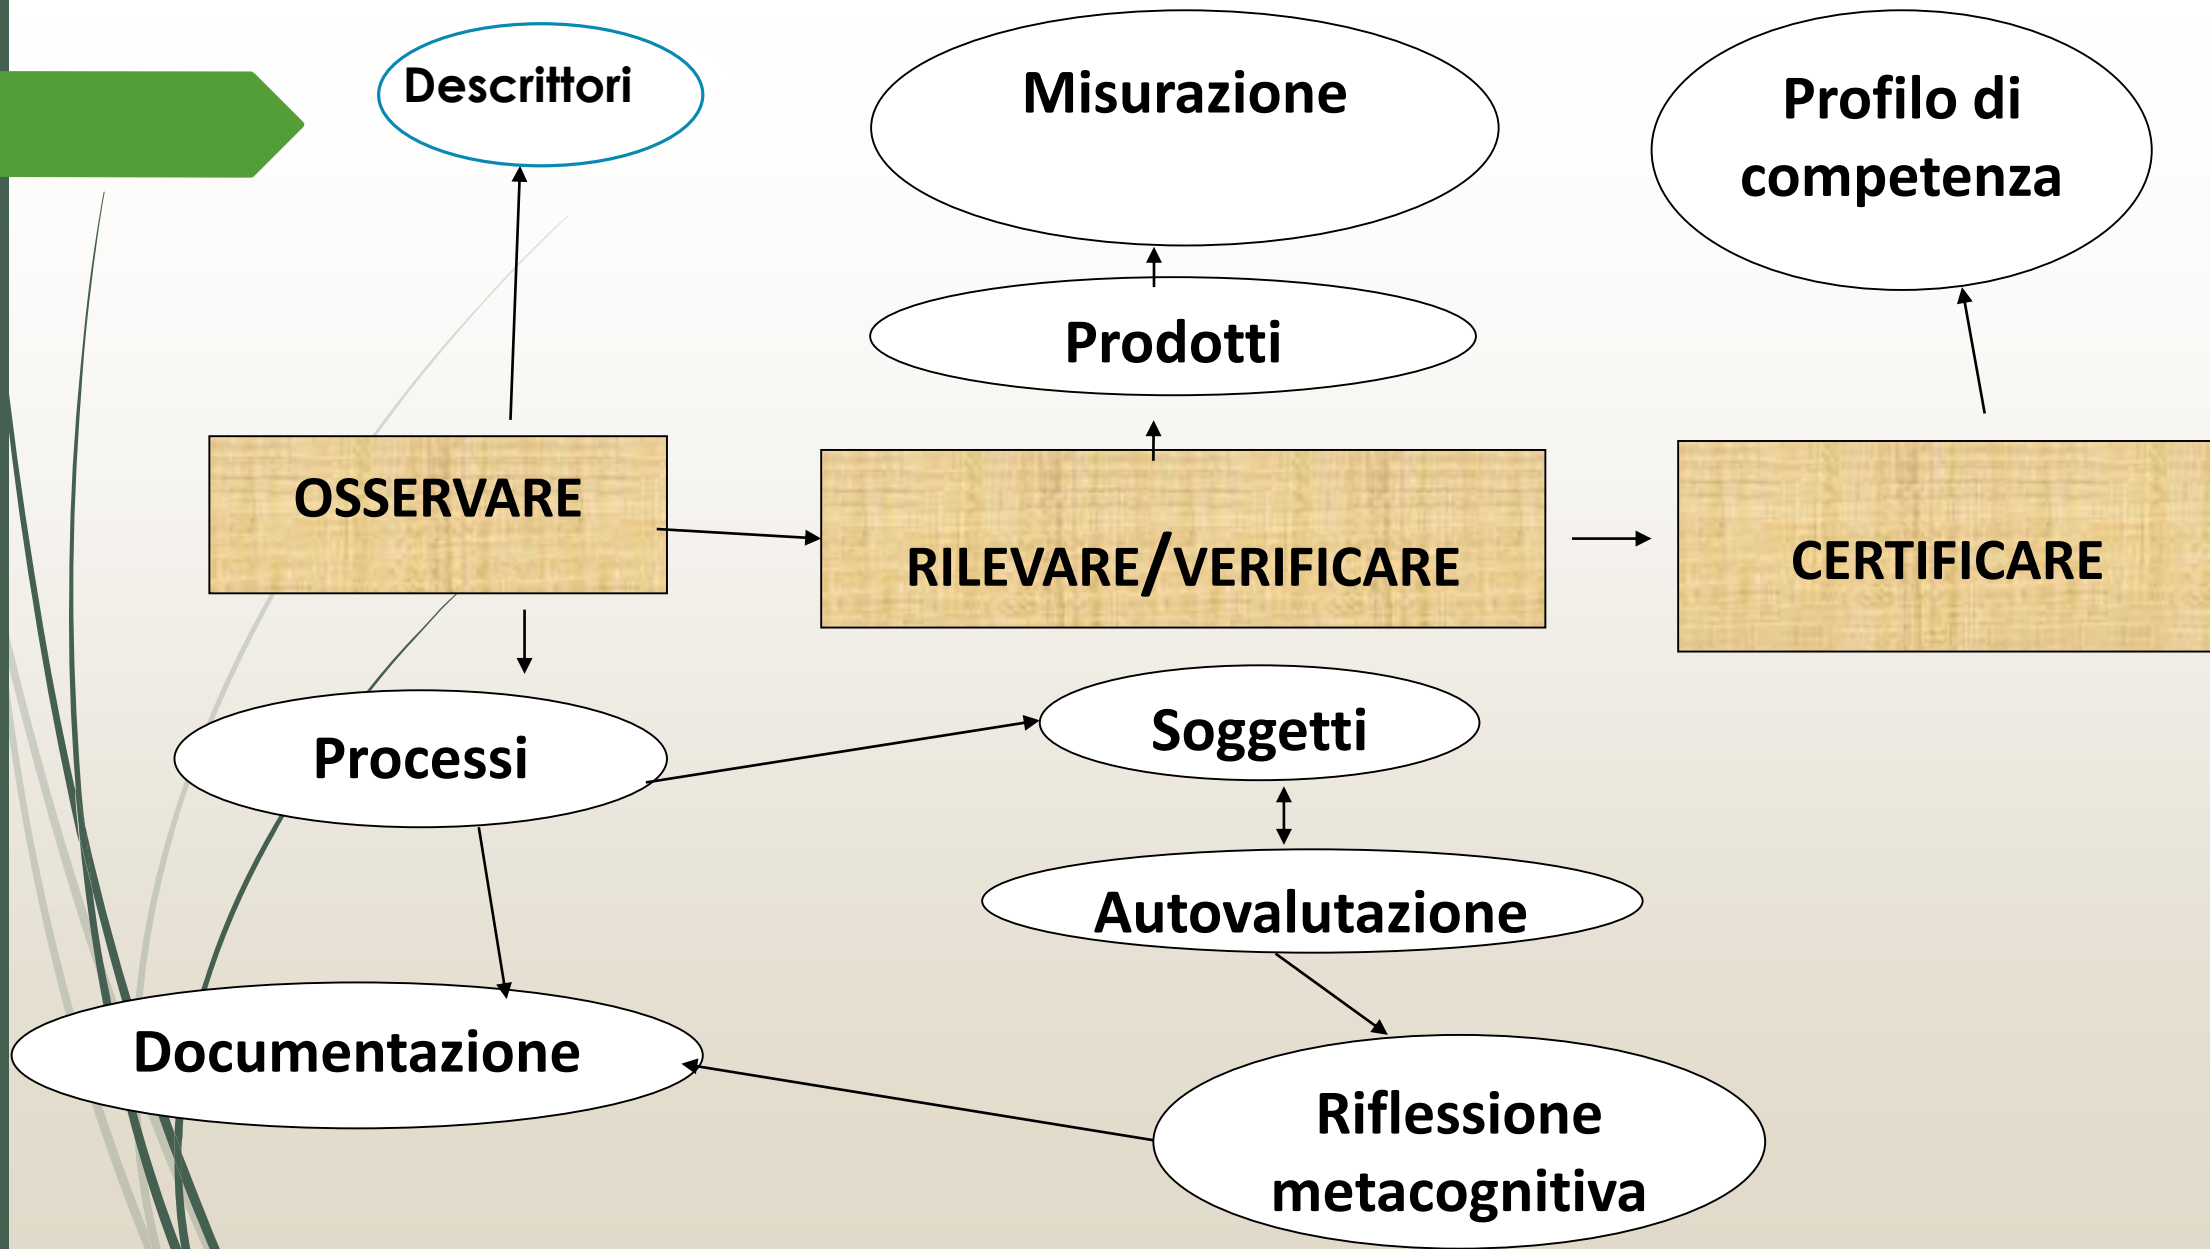 Descrittori
Misurazione
Profilo di
competenza
Prodotti
OSSERVARE
RILEVARE/VERIFICARE
CERTIFICARE
Processi
Soggetti
Autovalutazione
Documentazione
Riflessione
metacognitiva